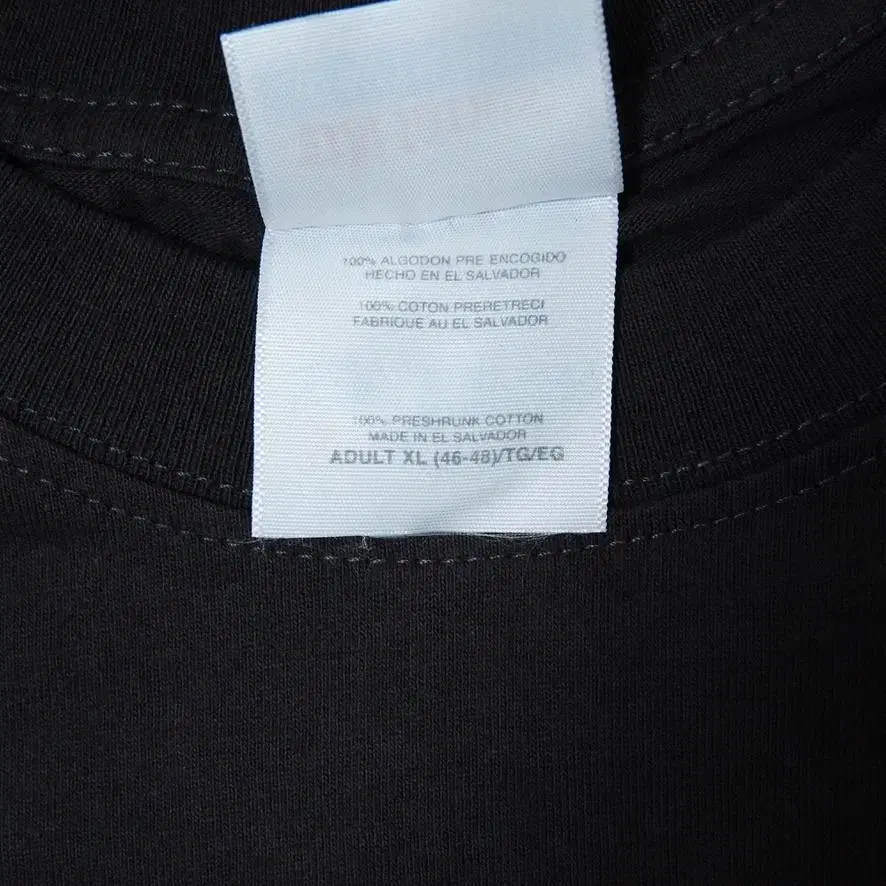 100% ALGODON PRE ENCOGIDO
HECHO EN EL SALVADOR
100% COTON PRERETRECI
FABRIQUE AU EL SALVADOR
100% PRESHRUNK COTTON
MADE IN EL SALVADOR
ADULT XL (46-48)/TG/EG